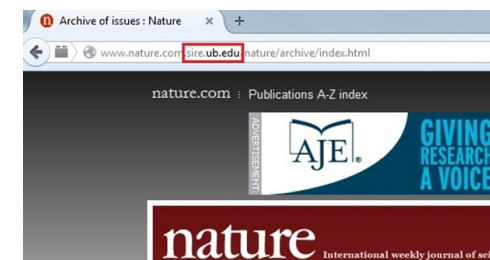 Archive of issues : Nature × +
www.nature.com.sire.ub.edu/nature/archive/index.html
nature.com : Publications A-Z index
ADVERTISEMENT
AJE.
GIVING
RESEARCH
A VOICE
nature International weekly journal of sci